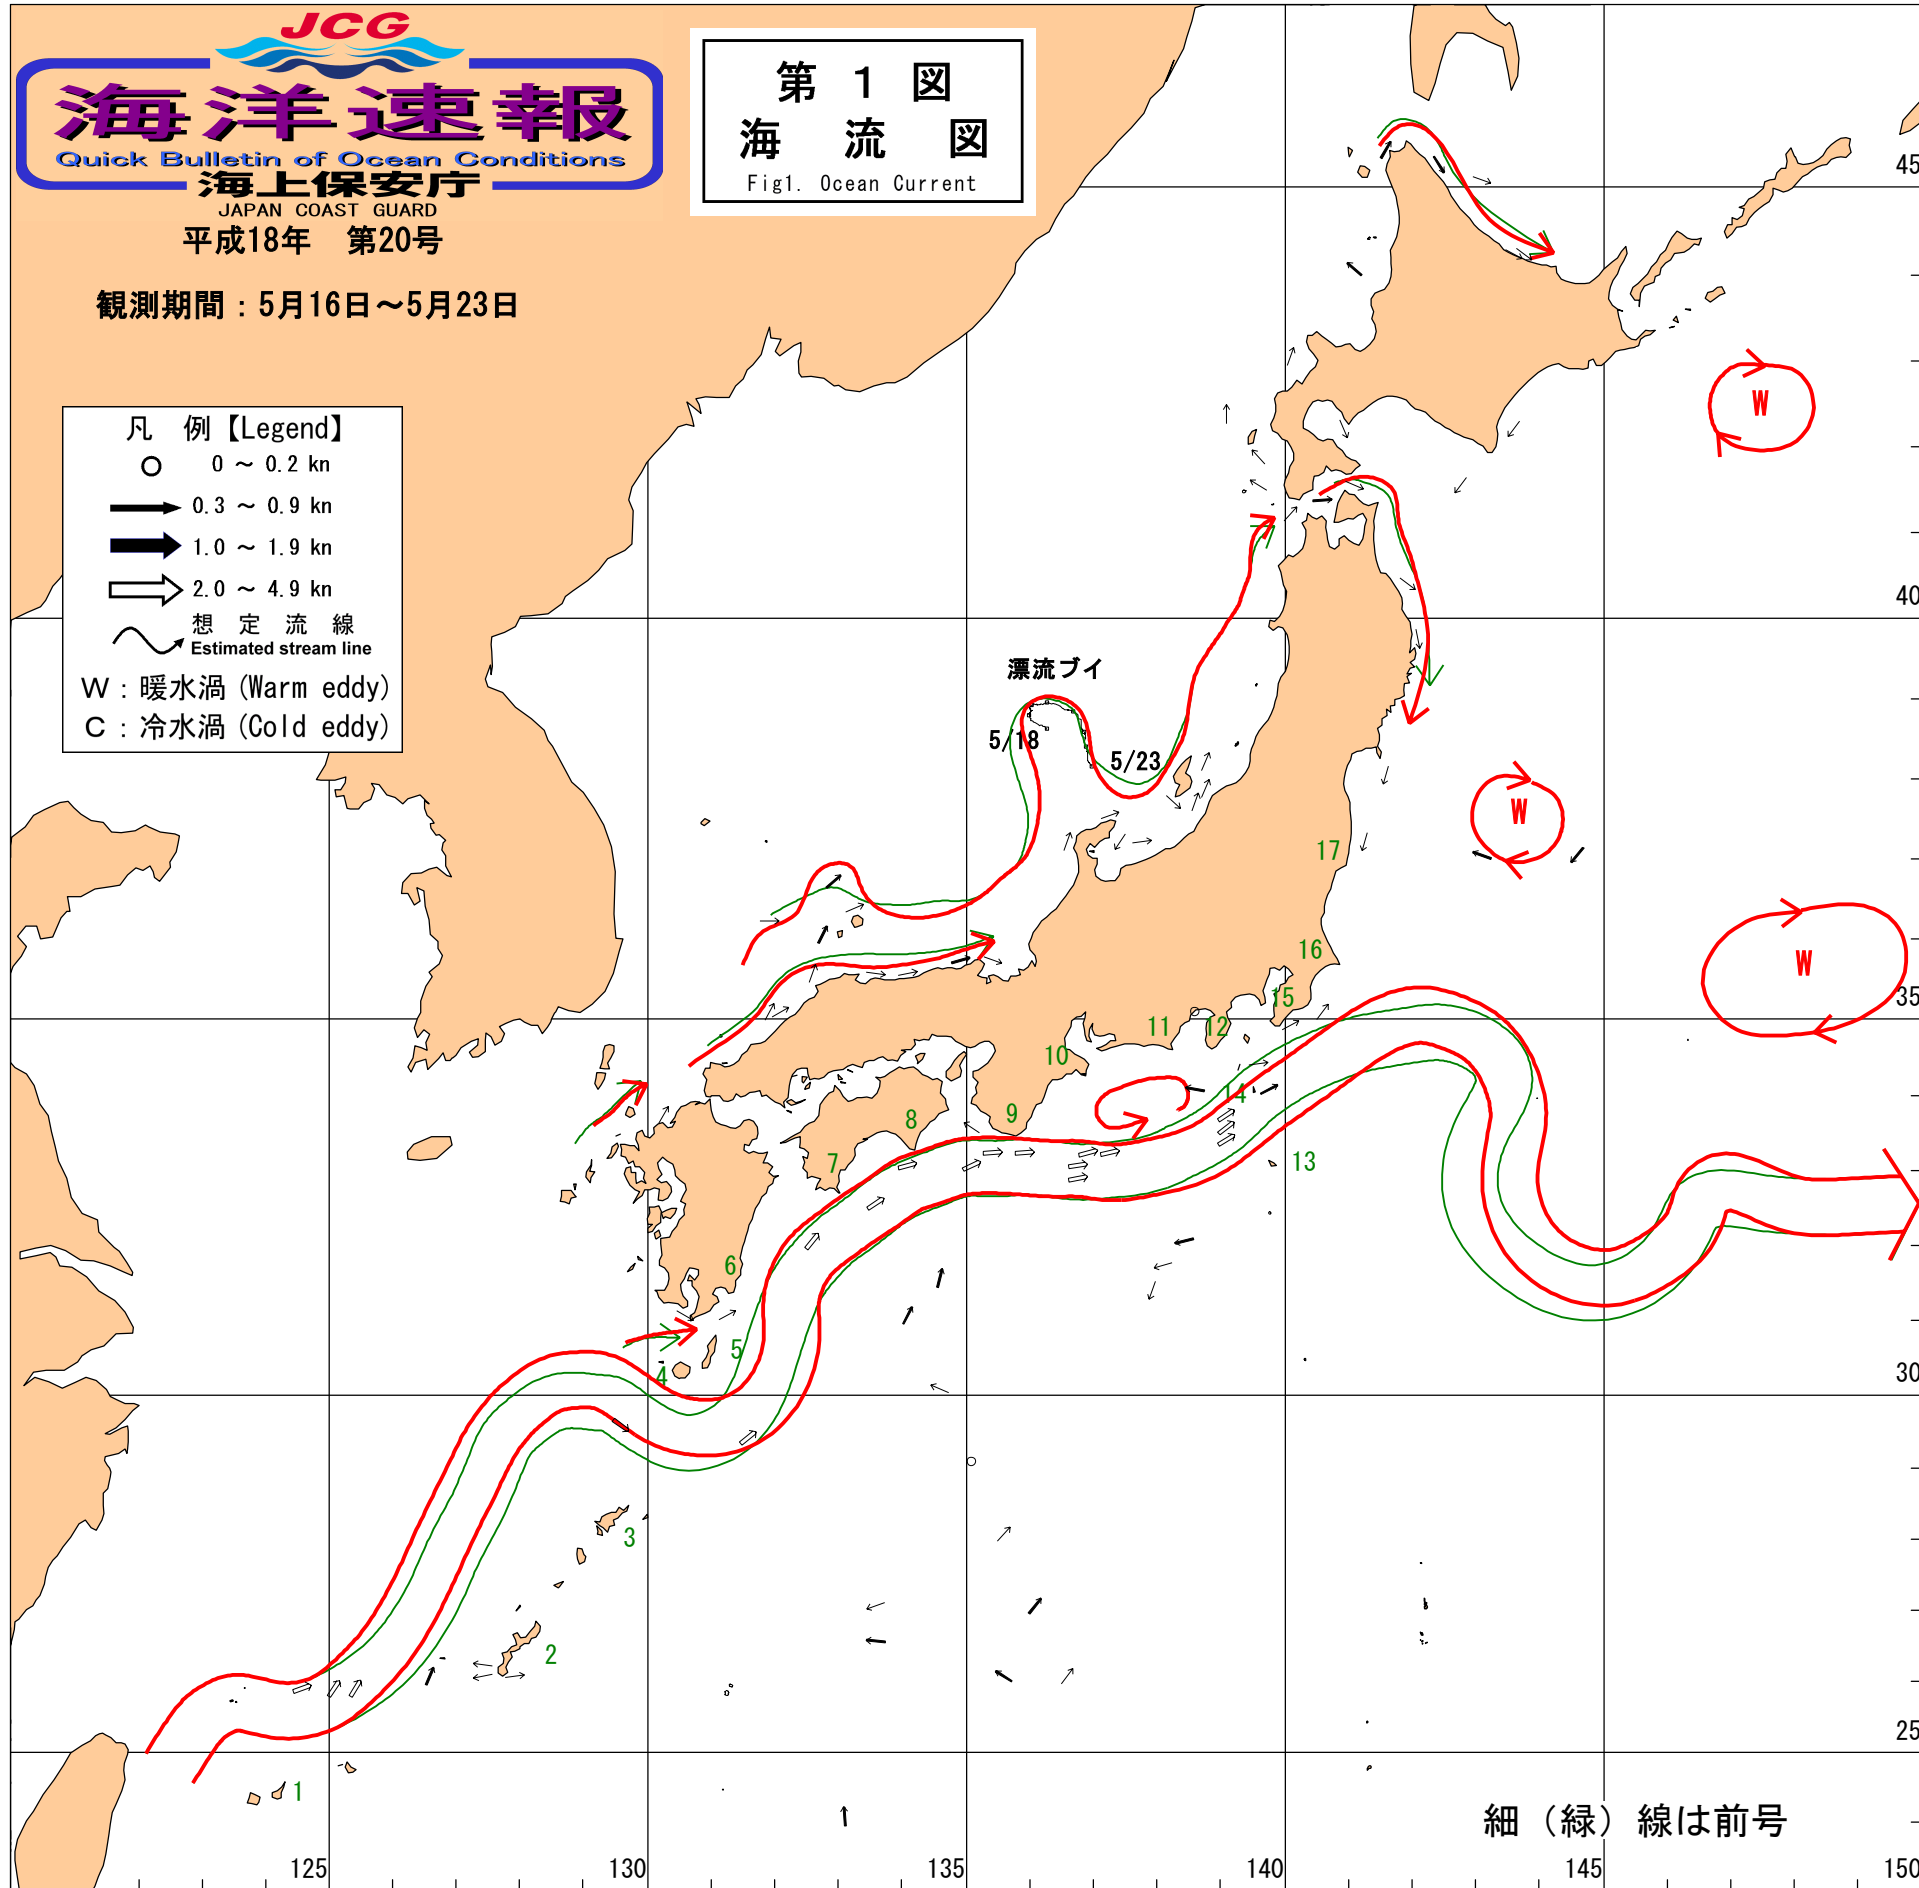 JCG
海洋速報
Quick Bulletin of Ocean Conditions
海上保安庁
JAPAN COAST GUARD
平成18年　第20号
観測期間：5月16日～5月23日
第 1 図
海 流 図
Fig1. Ocean Current
凡 例【Legend】
0 ～ 0.2 kn
0.3 ～ 0.9 kn
1.0 ～ 1.9 kn
2.0 ～ 4.9 kn
想 定 流 線
Estimated stream line
W：暖水渦(Warm eddy)
C：冷水渦(Cold eddy)
45
W
40
漂流ブイ
5/18
5/23
W
17
16
W
35
15
12
11
10
14
9
8
7
13
6
5
4
30
3
2
25
1
細（緑）線は前号
125
130
135
140
145
150